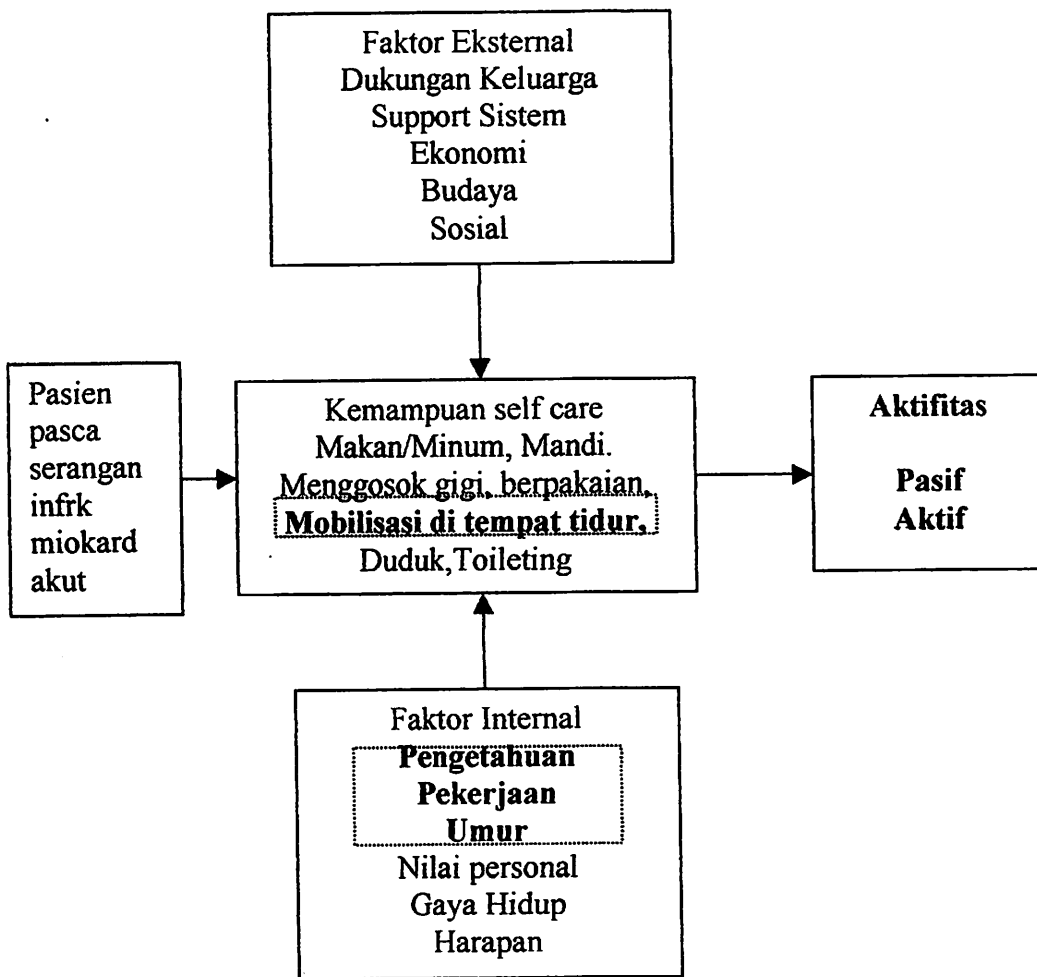 Faktor Eksternal
Dukungan Keluarga
Support Sistem
Ekonomi
Budaya
Sosial
Pasien
pasca
serangan
infrk
miokard
akut
Kemampuan self care
Makan/Minum, Mandi.
Menggosok gigi, berpakaian,
Mobilisasi di tempat tidur,
Duduk,Toileting
Aktifitas
Pasif
Aktif
Faktor Internal
Pengetahuan
Pekerjaan
Umur
Nilai personal
Gaya Hidup
Harapan